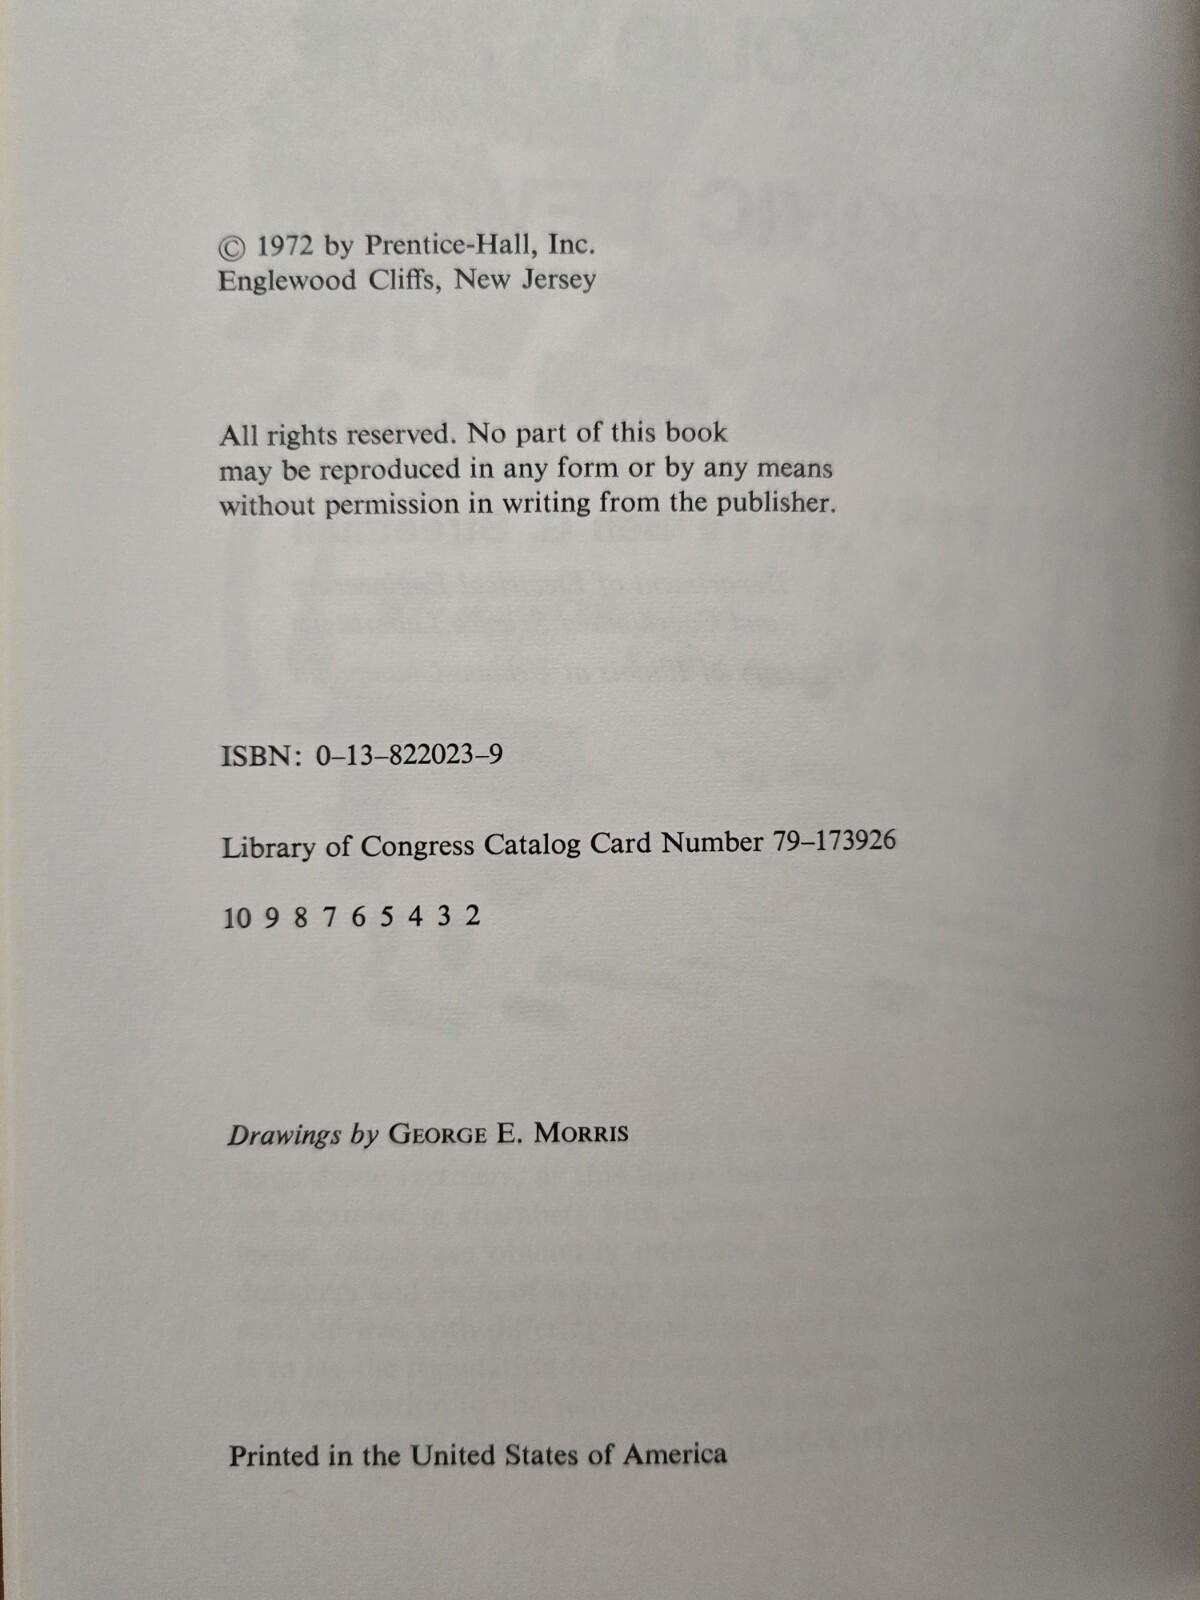 © 1972 by Prentice-Hall, Inc.
Englewood Cliffs, New Jersey
All rights reserved. No part of this book
may be reproduced in any form or by any means
without permission in writing from the publisher.
ISBN: 0–13–822023–9
Library of Congress Catalog Card Number 79–173926
10 9 8 7 6 5 4 3 2
Drawings by GEORGE E. MORRIS
Printed in the United States of America